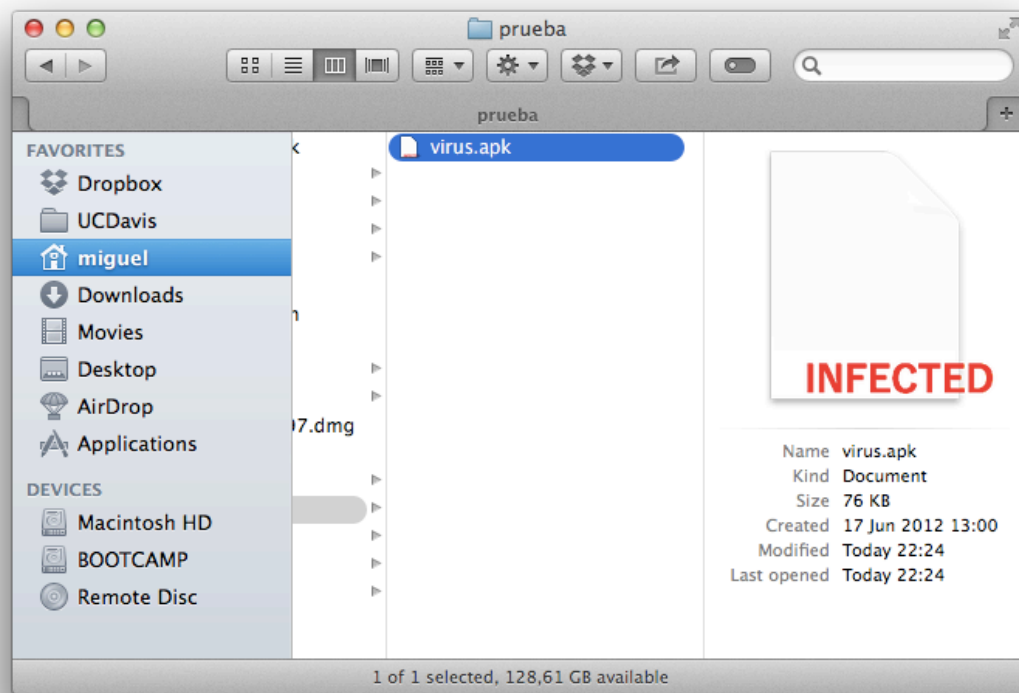 prueba
prueba
FAVORITES
Dropbox
UCDavis
miguel
Downloads
Movies
Desktop
AirDrop
Applications
DEVICES
Macintosh HD
BOOTCAMP
Remote Disc
07.dmg
virus.apk
INFECTED
Name virus.apk
Kind Document
Size 76 KB
Created 17 Jun 2012 13:00
Modified Today 22:24
Last opened Today 22:24
1 of 1 selected, 128,61 GB available